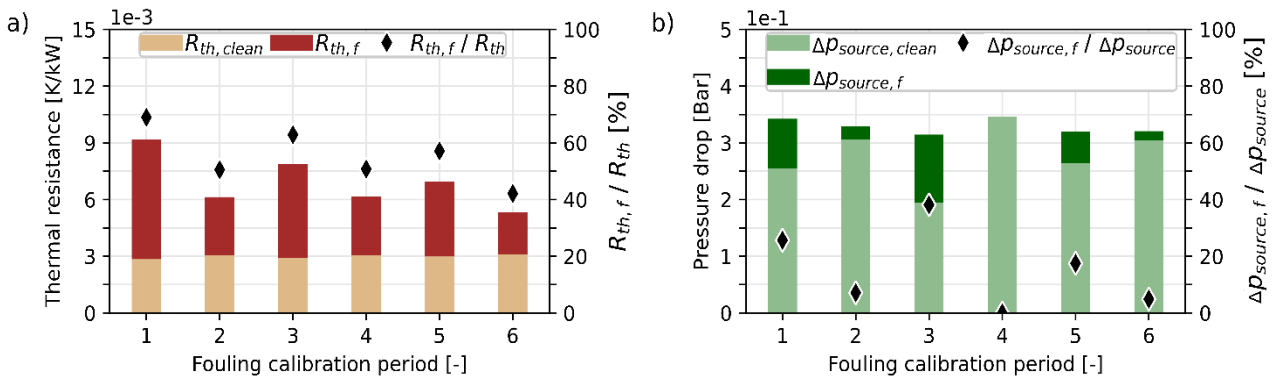 a)
1e-3
R_th,clean R_th,f R_th,f / R_th
Thermal resistance [K/kW]
15
12
9
6
3
0
100
80
60
40
20
0
R_th,f / R_th [%]
1 2 3 4 5 6
Fouling calibration period [-]
b)
1e-1
Δp_source,clean Δp_source,f / Δp_source
Δp_source,f
Pressure drop [Bar]
5
4
3
2
1
0
100
80
60
40
20
0
Δp_source,f / Δp_source [%]
1 2 3 4 5 6
Fouling calibration period [-]